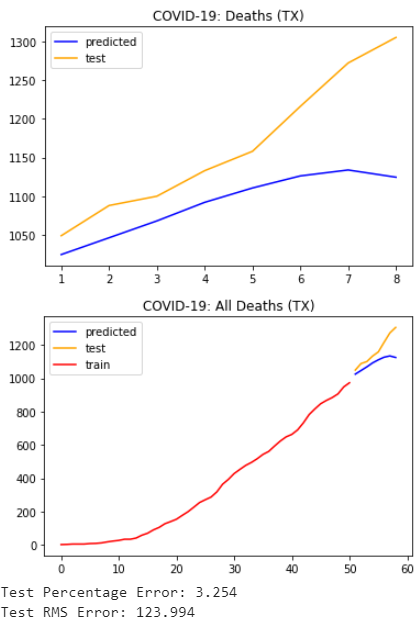 COVID-19: Deaths (TX)
predicted
test
1300
1250
1200
1150
1100
1050
1 2 3 4 5 6 7 8
COVID-19: All Deaths (TX)
predicted
test
train
1200
1000
800
600
400
200
0
0 10 20 30 40 50 60
Test Percentage Error: 3.254
Test RMS Error: 123.994